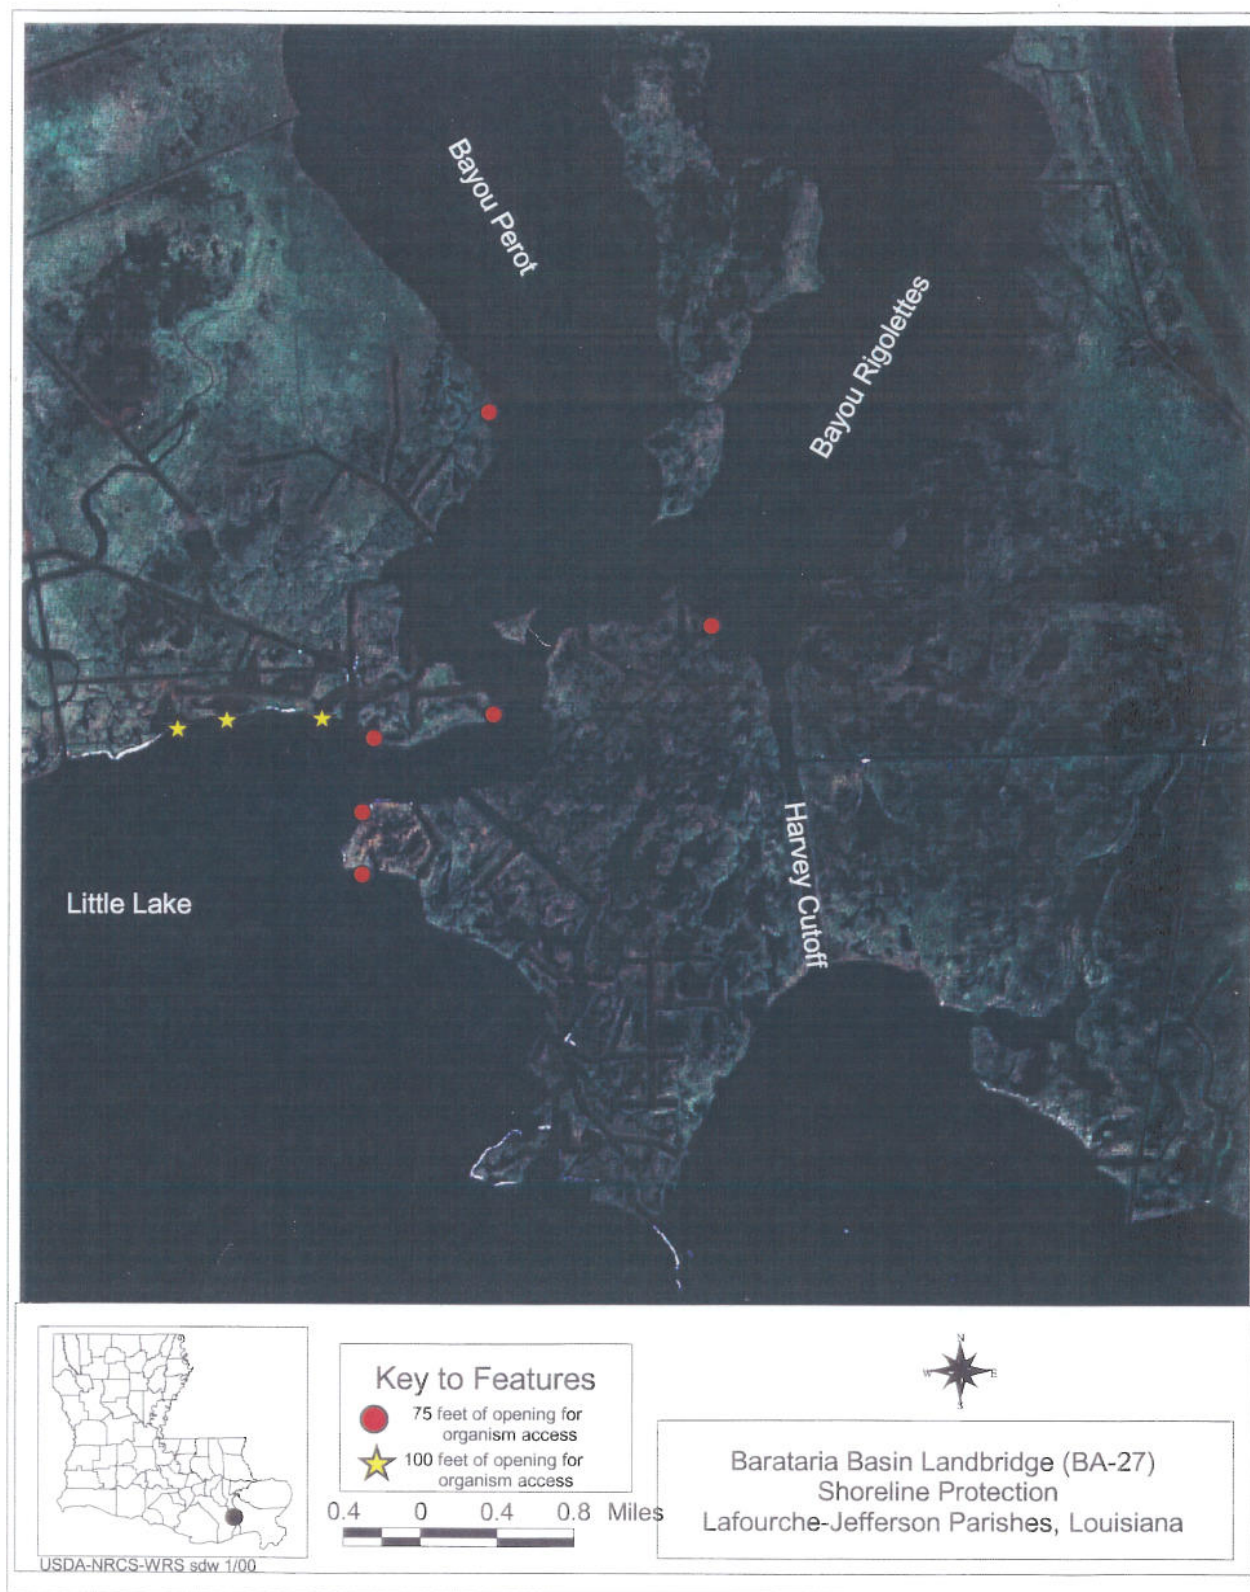 Bayou Perot
Bayou Rigolettes
Harvey Cutoff
Little Lake
Key to Features
75 feet of opening for
organism access
100 feet of opening for
organism access
0.4 0 0.4 0.8 Miles
N
W E
S
Barataria Basin Landbridge (BA-27)
Shoreline Protection
Lafourche-Jefferson Parishes, Louisiana
USDA-NRCS-WRS sdw 1/00